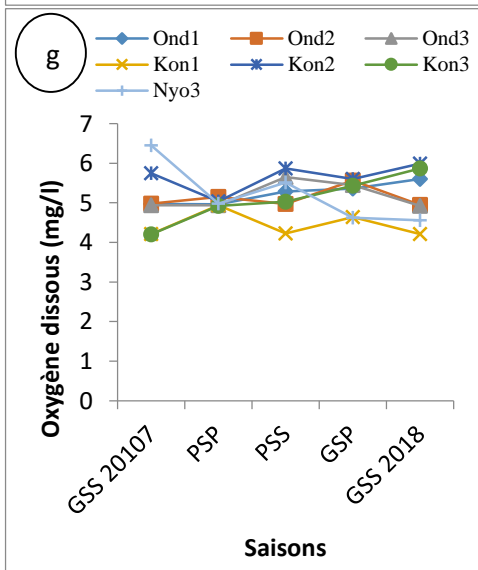 g
Ond1 Ond2 Ond3
Kon1 Kon2 Kon3
Nyo3
Oxygène dissous (mg/l)
7
6
5
4
3
2
1
0
GSS 20107 PSP PSS GSP GSS 2018
Saisons